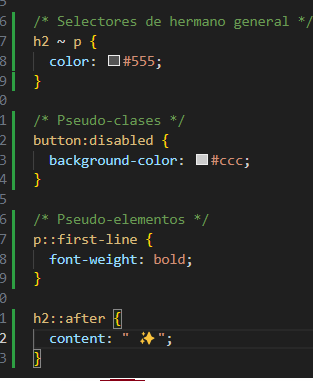 6 /* Selectores de hermano general */
7 h2 ~ p {
8 color: #555;
9 }
0
1 /* Pseudo-clases */
2 button:disabled {
3 background-color: #ccc;
4 }
5
6 /* Pseudo-elementos */
7 p::first-line {
8 font-weight: bold;
9 }
0
1 h2::after {
2 content: " ✨";
3 }